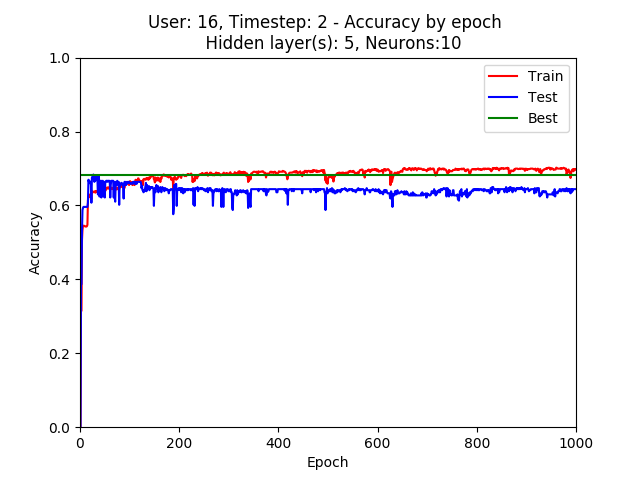 User: 16, Timestep: 2 - Accuracy by epoch
Hidden layer(s): 5, Neurons:10
Train
Test
Best
Accuracy
1.0
0.8
0.6
0.4
0.2
0.0
0 200 400 600 800 1000
Epoch